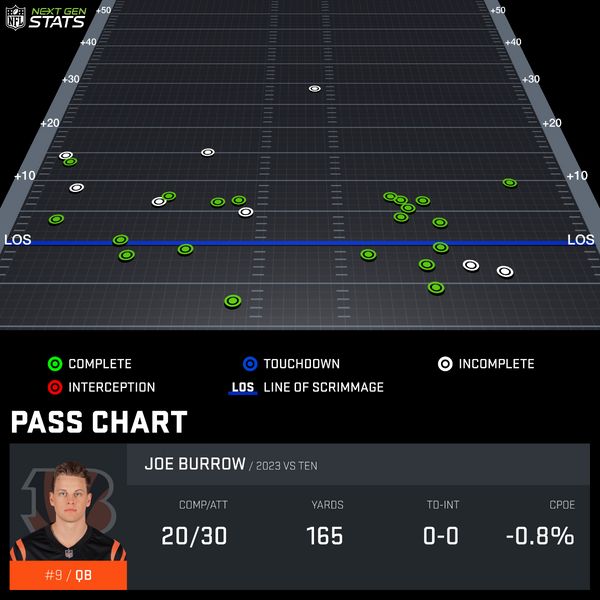 NFL NEXT GEN STATS
+50 +50
+30 +30
+20 +20
+10 +10
LOS LOS
COMPLETE TOUCHDOWN INCOMPLETE
INTERCEPTION LOS LINE OF SCRIMMAGE
PASS CHART
JOE BURROW / 2023 VS TEN
COMP/ATT YARDS TD-INT CPOE
20/30 165 0-0 -0.8%
#9 / QB